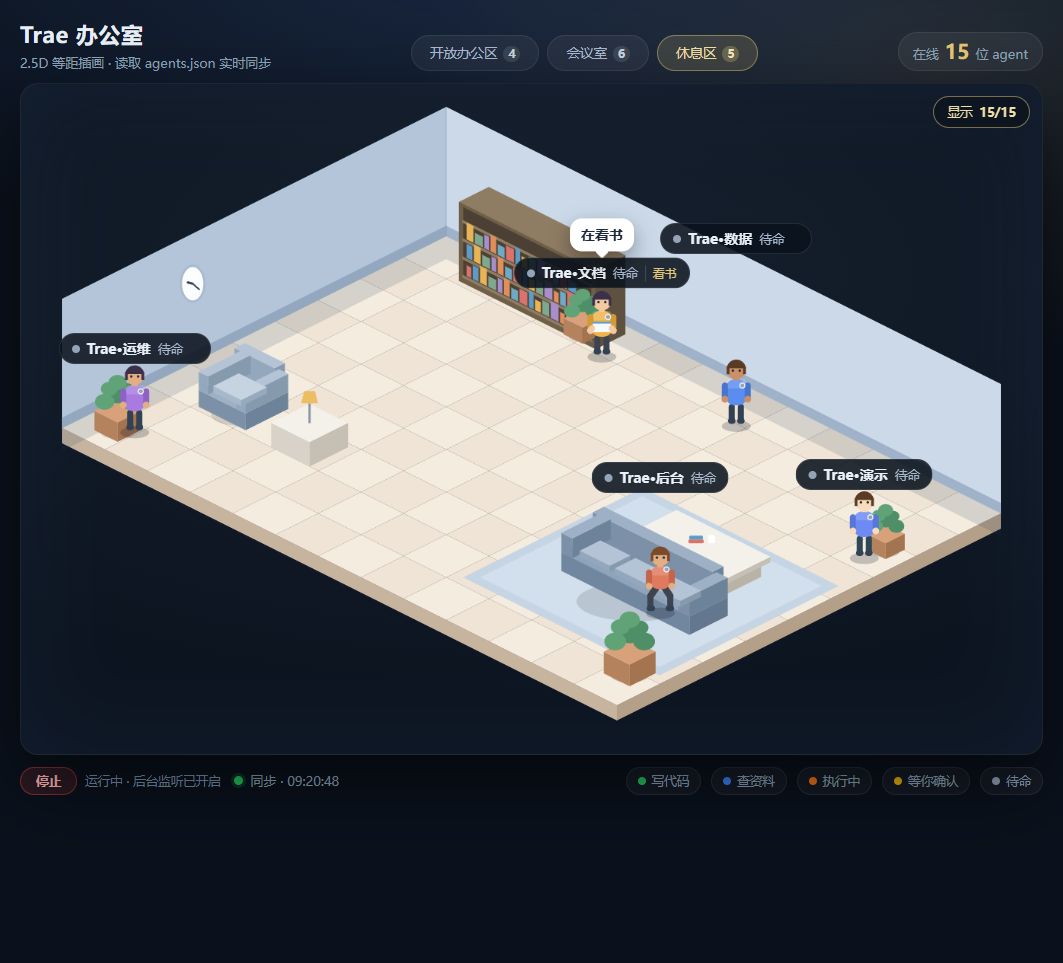 Trae 办公室
2.5D 等距插画 · 读取 agents.json 实时同步
开放办公区 4
会议室 6
休息区 5
在线 15 位 agent
显示 15/15
在看书
Trae•数据 待命
Trae•文档 待命 看书
Trae•运维 待命
Trae•后台 待命
Trae•演示 待命
停止
运行中 · 后台监听已开启
同步 · 09:20:48
写代码
查资料
执行中
等你确认
待命